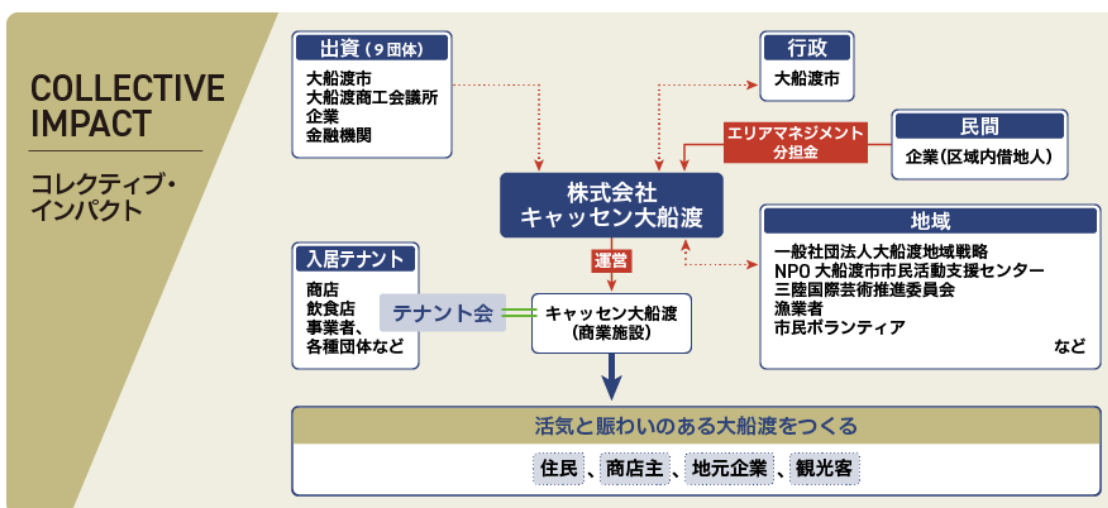 COLLECTIVE
IMPACT
コレクティブ・
インパクト
出資（9団体）
大船渡市
大船渡商工会議所
企業
金融機関
行政
大船渡市
エリアマネジメント
分担金
民間
企業（区域内借地人）
株式会社
キャッセン大船渡
運営
地域
一般社団法人大船渡地域戦略
NPO 大船渡市市民活動支援センター
三陸国際芸術推進委員会
漁業者
市民ボランティア
など
入居テナント
商店
飲食店
事業者、
各種団体など
テナント会
キャッセン大船渡
（商業施設）
活気と賑わいのある大船渡をつくる
住民、商店主、地元企業、観光客